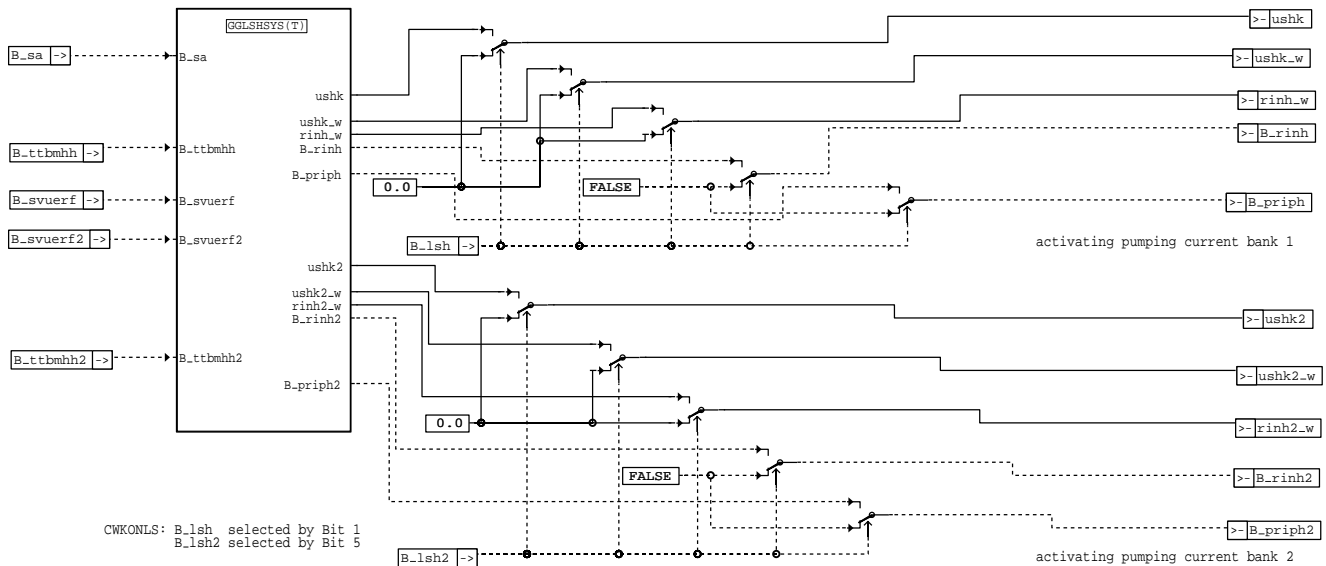 GGLSHSYS(T)
>- ushk
B_sa ->
B_sa
>- ushk_w
ushk
>- rinh_w
ushk_w
rinh_w
>- B_rinh
B_ttbmhh ->
B_ttbmhh
B_rinh
B_priph
0.0
FALSE
B_svuerf ->
B_svuerf
>- B_priph
B_svuerf2 ->
B_svuerf2
B_lsh ->
activating pumping current bank 1
ushk2
ushk2_w
rinh2_w
B_rinh2
>- ushk2
B_ttbmhh2 ->
B_ttbmhh2
>- ushk2_w
B_priph2
0.0
>- rinh2_w
FALSE
>- B_rinh2
CWKONLS: B_lsh selected by Bit 1
B_lsh2 selected by Bit 5
>- B_priph2
B_lsh2 ->
activating pumping current bank 2